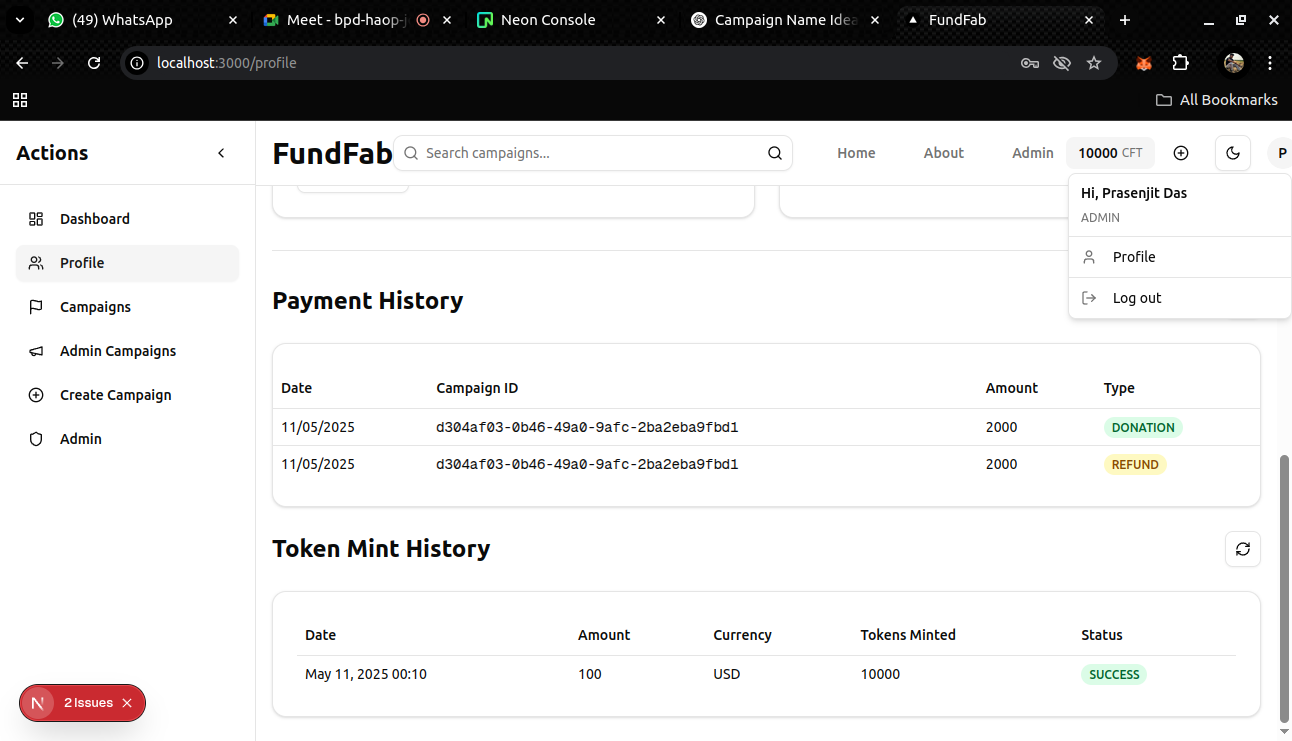 (49) WhatsApp
Meet - bpd-haop-j
Neon Console
Campaign Name Idea
FundFab
localhost:3000/profile
All Bookmarks
Actions
FundFab
Search campaigns...
Home
About
Admin
10000 CFT
P
Hi, Prasenjit Das
ADMIN
Profile
Log out
Dashboard
Profile
Campaigns
Admin Campaigns
Create Campaign
Admin
Payment History
Date Campaign ID Amount Type
11/05/2025 d304af03-0b46-49a0-9afc-2ba2eba9fbd1 2000 DONATION
11/05/2025 d304af03-0b46-49a0-9afc-2ba2eba9fbd1 2000 REFUND
Token Mint History
Date Amount Currency Tokens Minted Status
May 11, 2025 00:10 100 USD 10000 SUCCESS
N 2 Issues